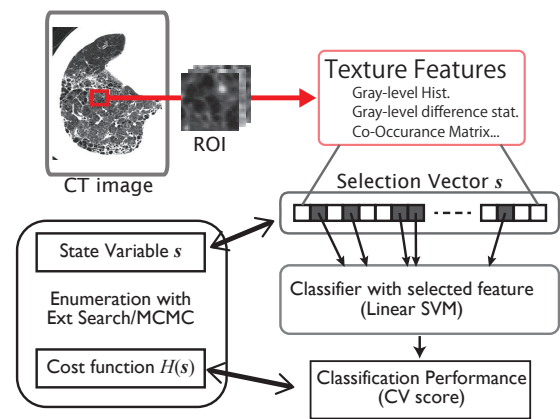 CT image
ROI
Texture Features
Gray-level Hist.
Gray-level difference stat.
Co-Occurance Matrix...
Selection Vector s
State Variable s
Enumeration with
Ext Search/MCMC
Cost function H(s)
Classifier with selected feature
(Linear SVM)
Classification Performance
(CV score)